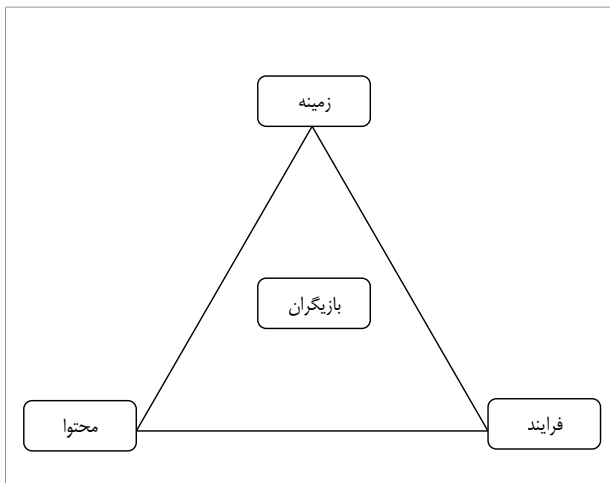 زمینه
بازیگران
فرایند
محتوا